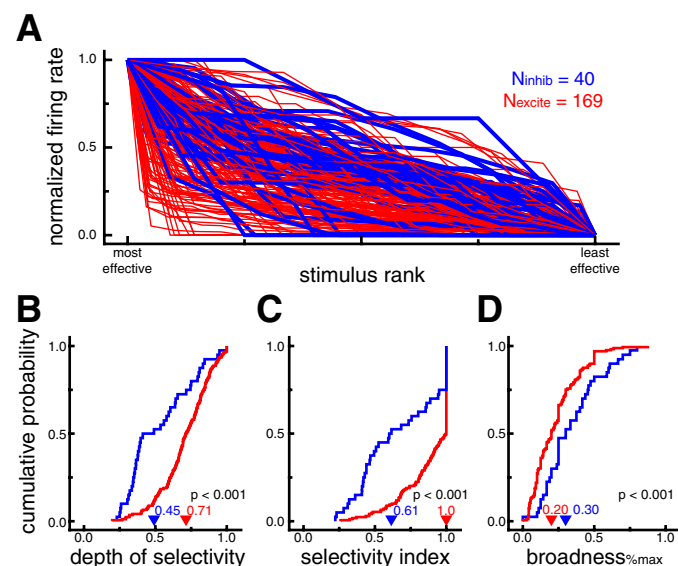 A
normalized firing rate
1.0
0.5
0.0
Ninhib = 40
Nexcite = 169
most
effective
stimulus rank
least
effective
B
cumulative probability
1.0
0.5
0.0
p < 0.001
0.45 0.71
0.5 1.0
depth of selectivity
C
1.0
0.5
0.0
p < 0.001
0.61 1.0
0.5 1.0
selectivity index
D
1.0
0.5
0.0
p < 0.001
0.20 0.30
0.0 0.5 1.0
broadness%max